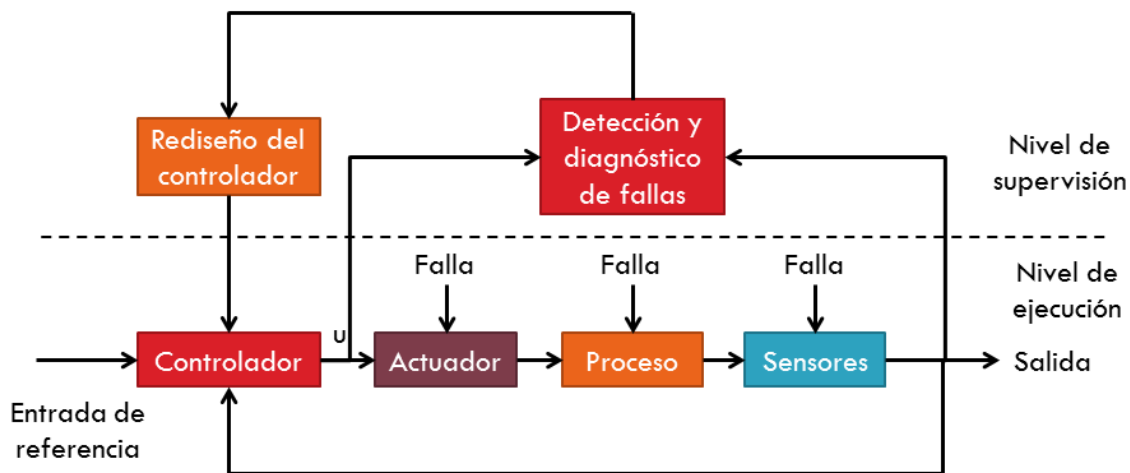 Rediseño del
controlador
Detección y
diagnóstico
de fallas
Nivel de
supervisión
Falla
Falla
Falla
Nivel de
ejecución
u
Controlador
Actuador
Proceso
Sensores
Salida
Entrada de
referencia